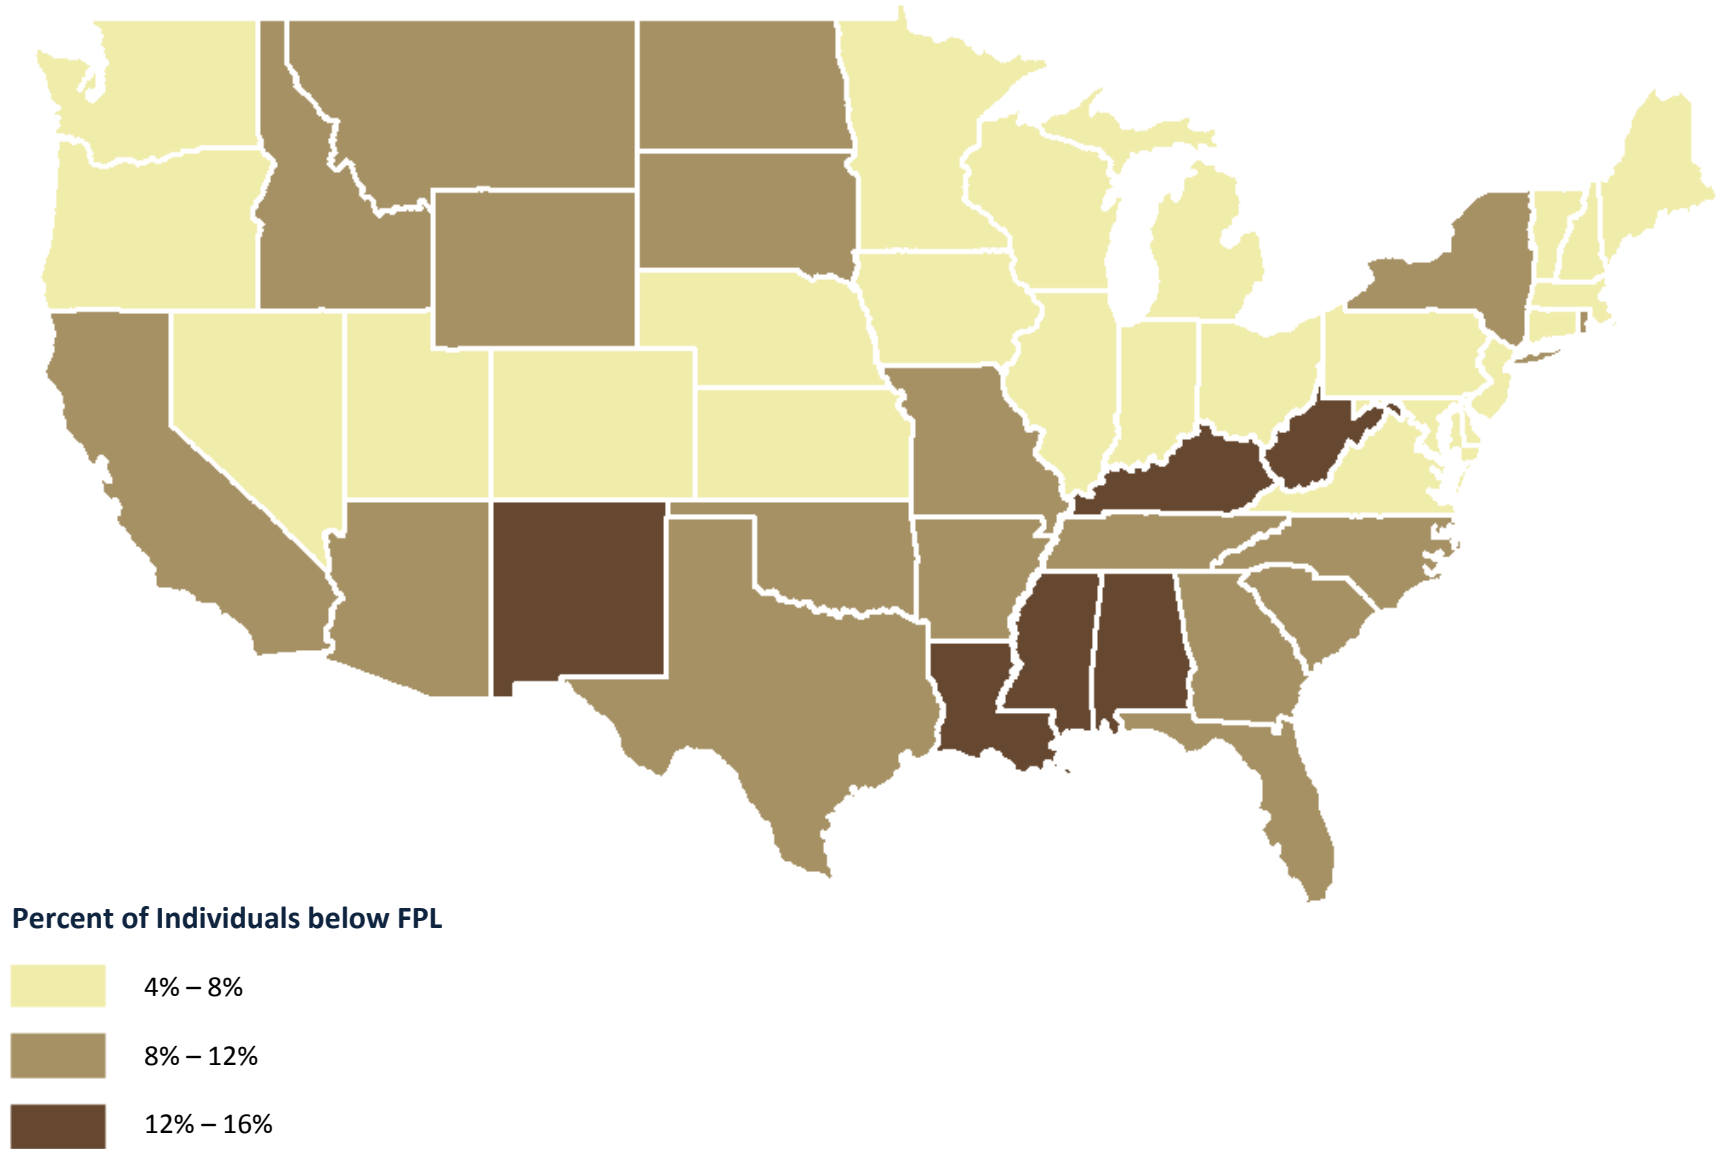 Percent of Individuals below FPL
4% – 8%
8% – 12%
12% – 16%